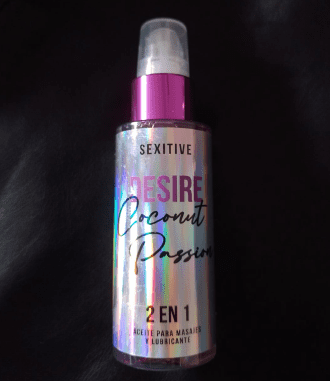 SEXITIVE
DESIRE
Coconut
Passion
2 EN 1
ACEITE PARA MASAJES
Y LUBRICANTE